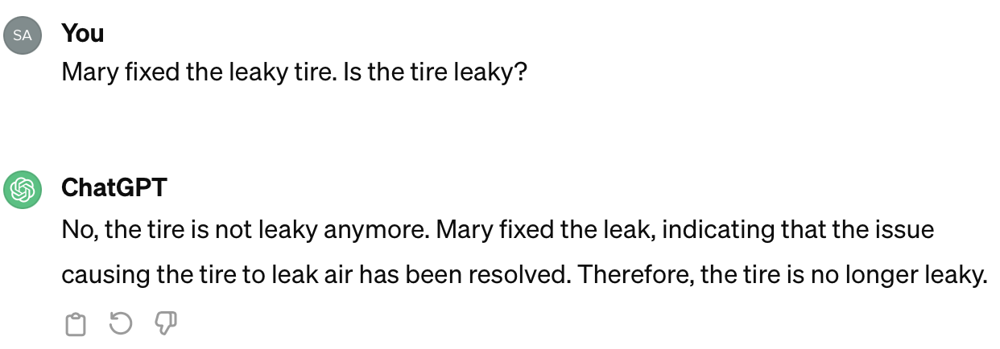 SA
You
Mary fixed the leaky tire. Is the tire leaky?
ChatGPT
No, the tire is not leaky anymore. Mary fixed the leak, indicating that the issue
causing the tire to leak air has been resolved. Therefore, the tire is no longer leaky.